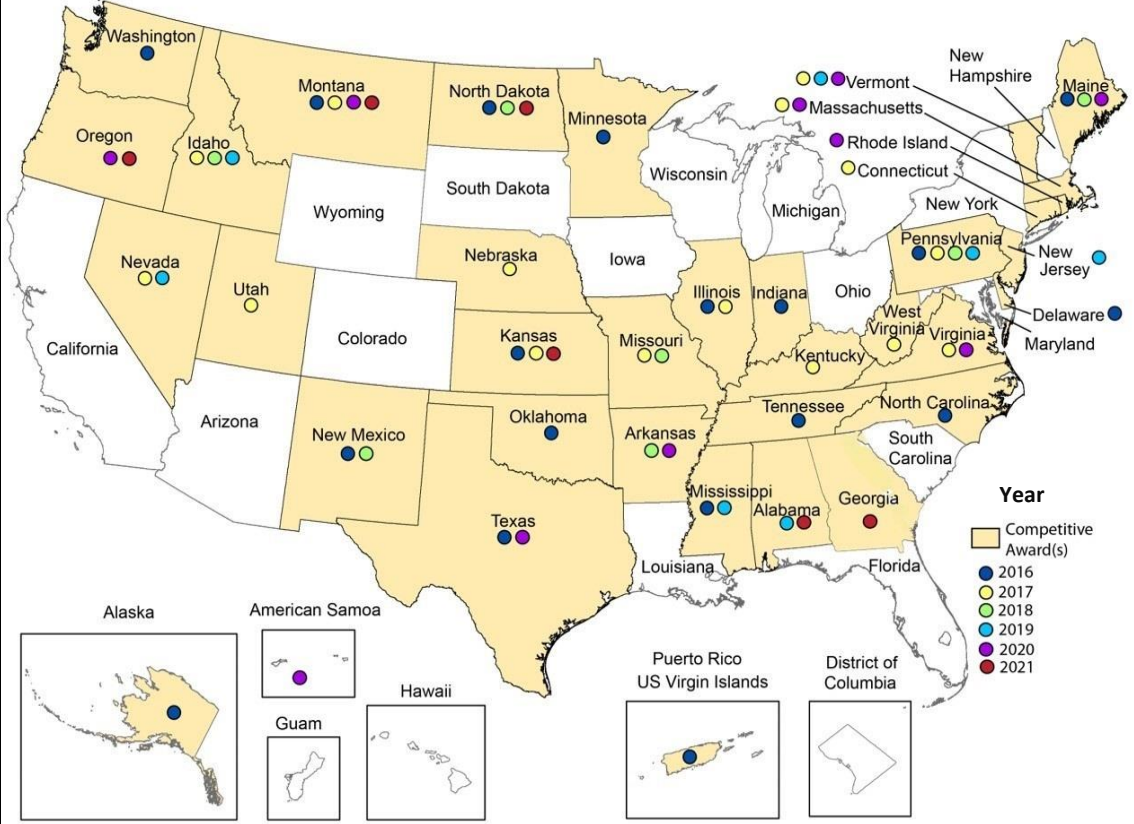 Washington
Montana
North Dakota
Minnesota
Oregon
Idaho
South Dakota
Wyoming
Wisconsin
Michigan
Vermont
Massachusetts
Rhode Island
Connecticut
New
Hampshire
Maine
New York
Nevada
Utah
Nebraska
Iowa
Illinois
Indiana
Ohio
Pennsylvania
New
Jersey
Delaware
Maryland
West
Virginia
Virginia
California
Colorado
Kansas
Missouri
Kentucky
Arizona
New Mexico
Oklahoma
Arkansas
Tennessee
North Carolina
South
Carolina
Texas
Louisiana
Mississippi
Alabama
Georgia
Florida
Year
Competitive
Award(s)
2016
2017
2018
2019
2020
2021
Alaska
American Samoa
Guam
Hawaii
Puerto Rico
US Virgin Islands
District of
Columbia